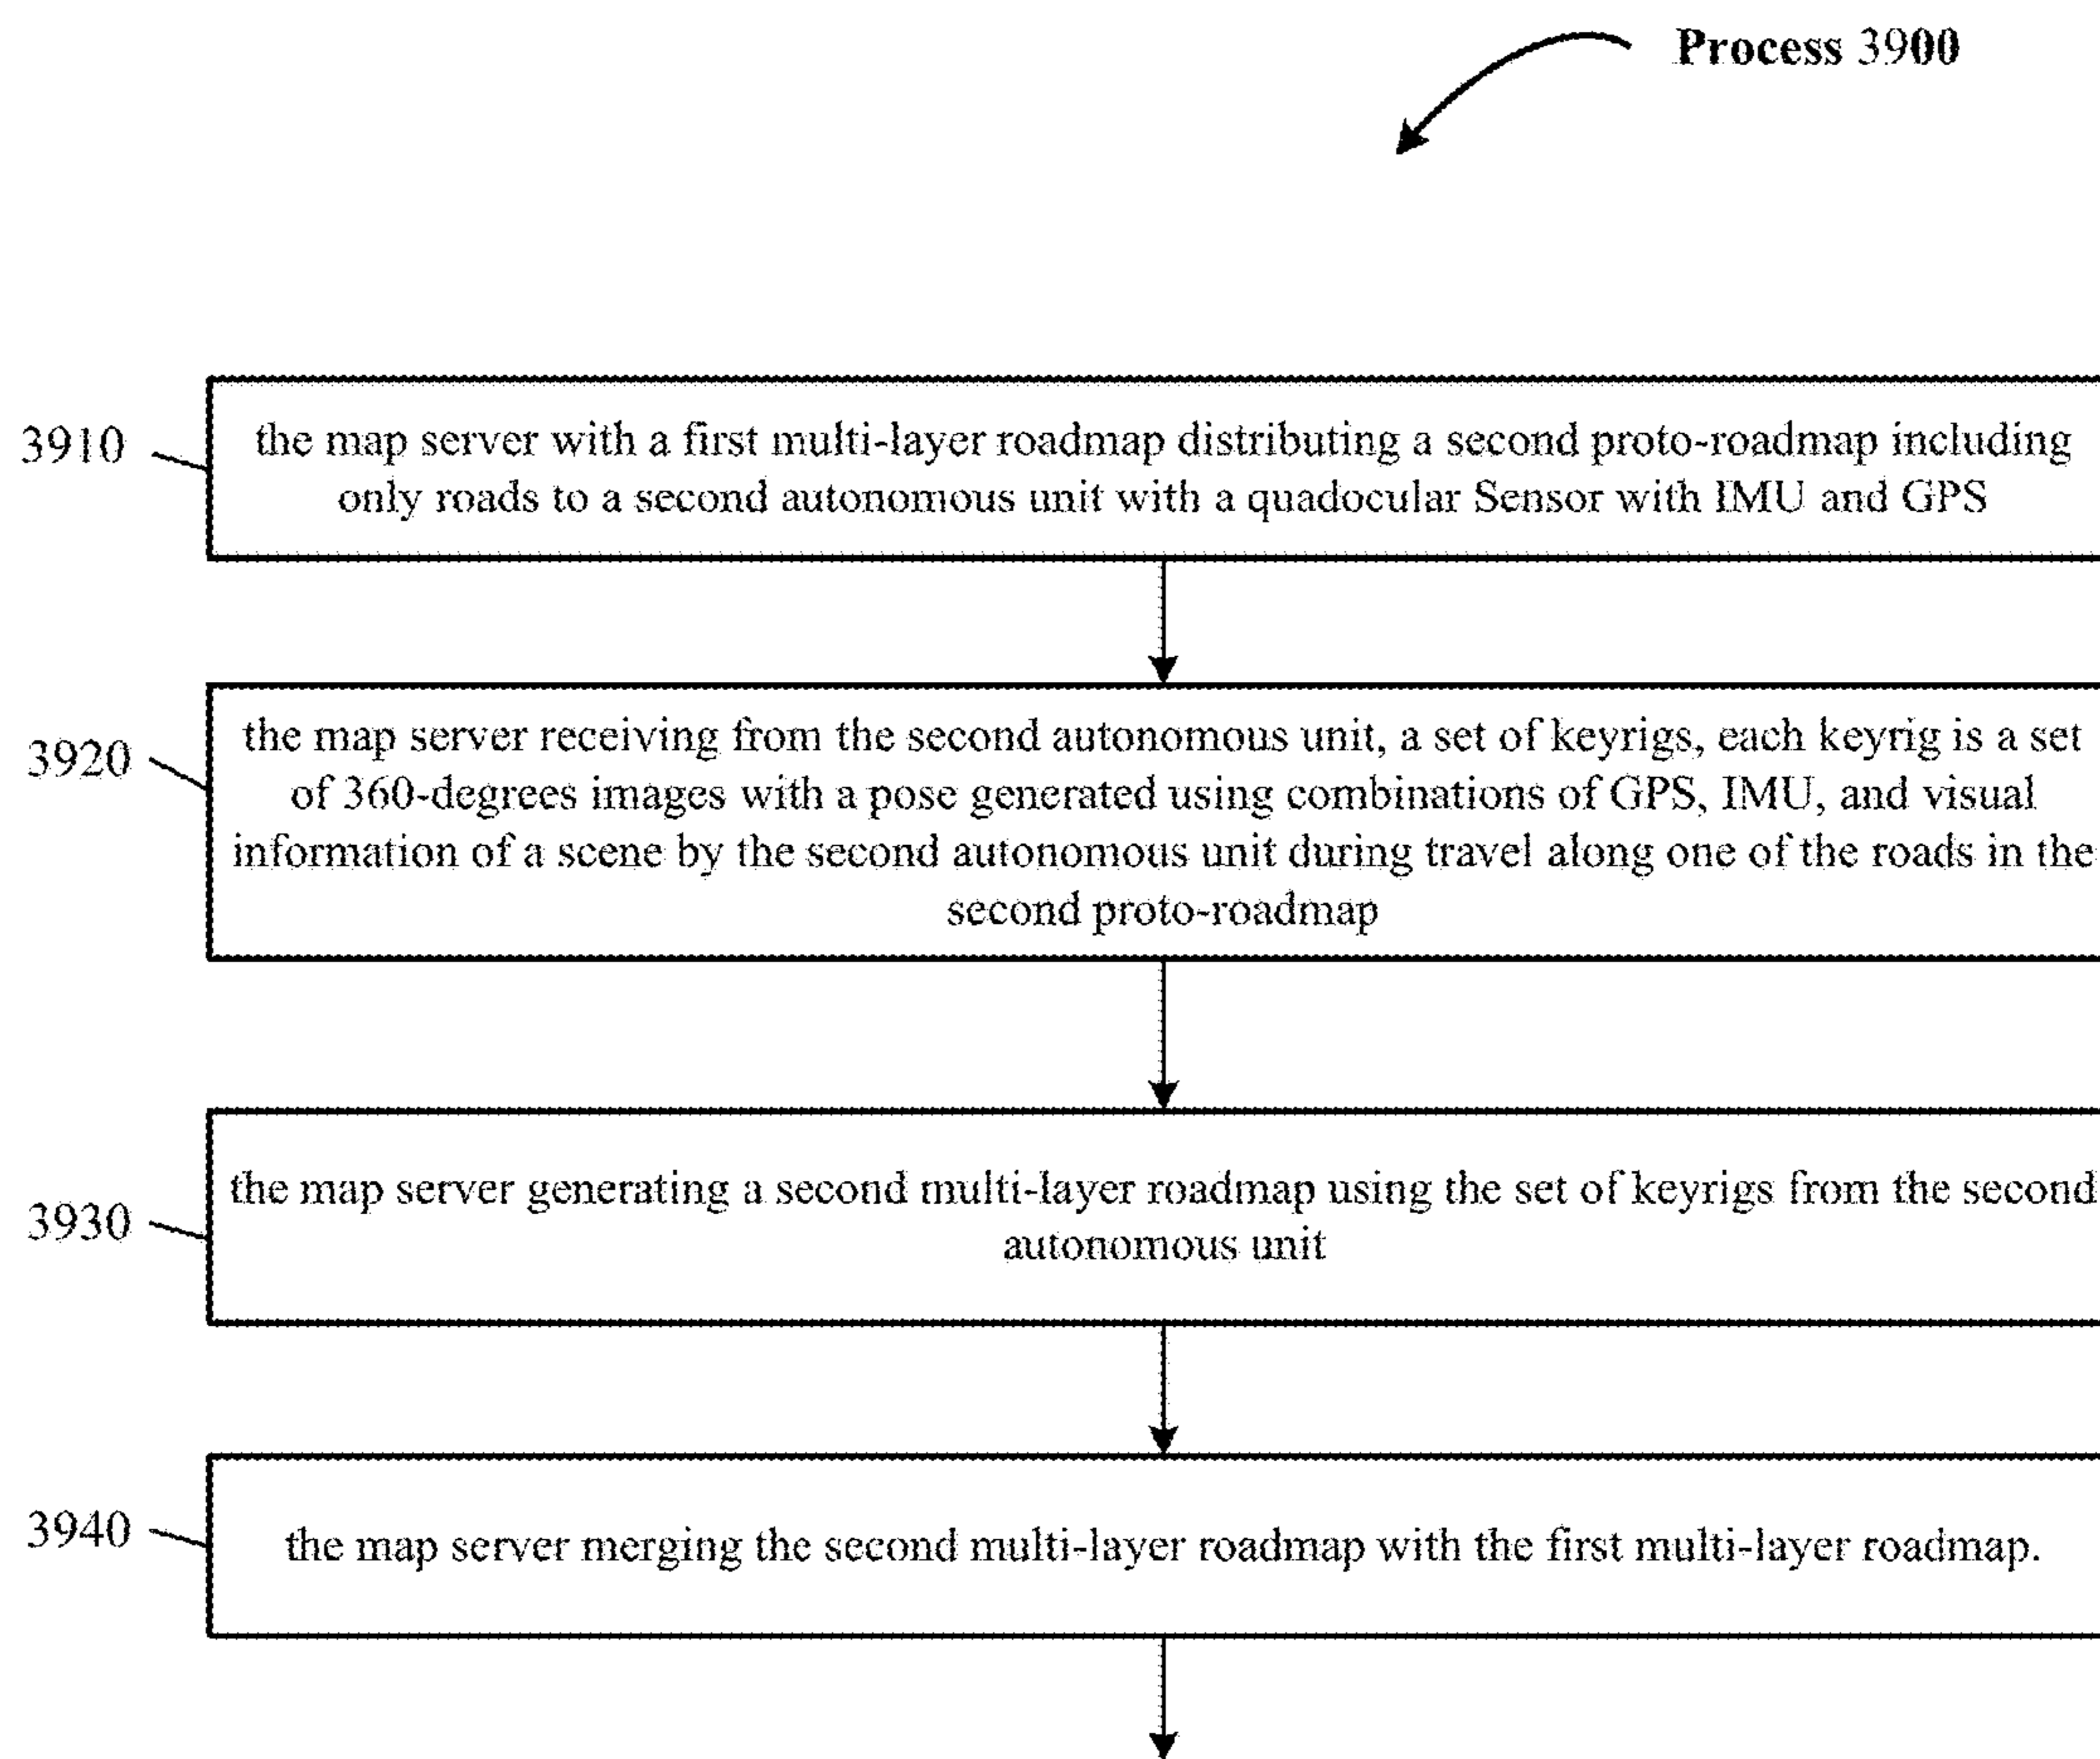 Process 3900
3910
the map server with a first multi-layer roadmap distributing a second proto-roadmap including
only roads to a second autonomous unit with a quadocular Sensor with IMU and GPS
3920
the map server receiving from the second autonomous unit, a set of keyrigs, each keyrig is a set
of 360-degrees images with a pose generated using combinations of GPS, IMU, and visual
information of a scene by the second autonomous unit during travel along one of the roads in the
second proto-roadmap
3930
the map server generating a second multi-layer roadmap using the set of keyrigs from the second
autonomous unit
3940
the map server merging the second multi-layer roadmap with the first multi-layer roadmap.